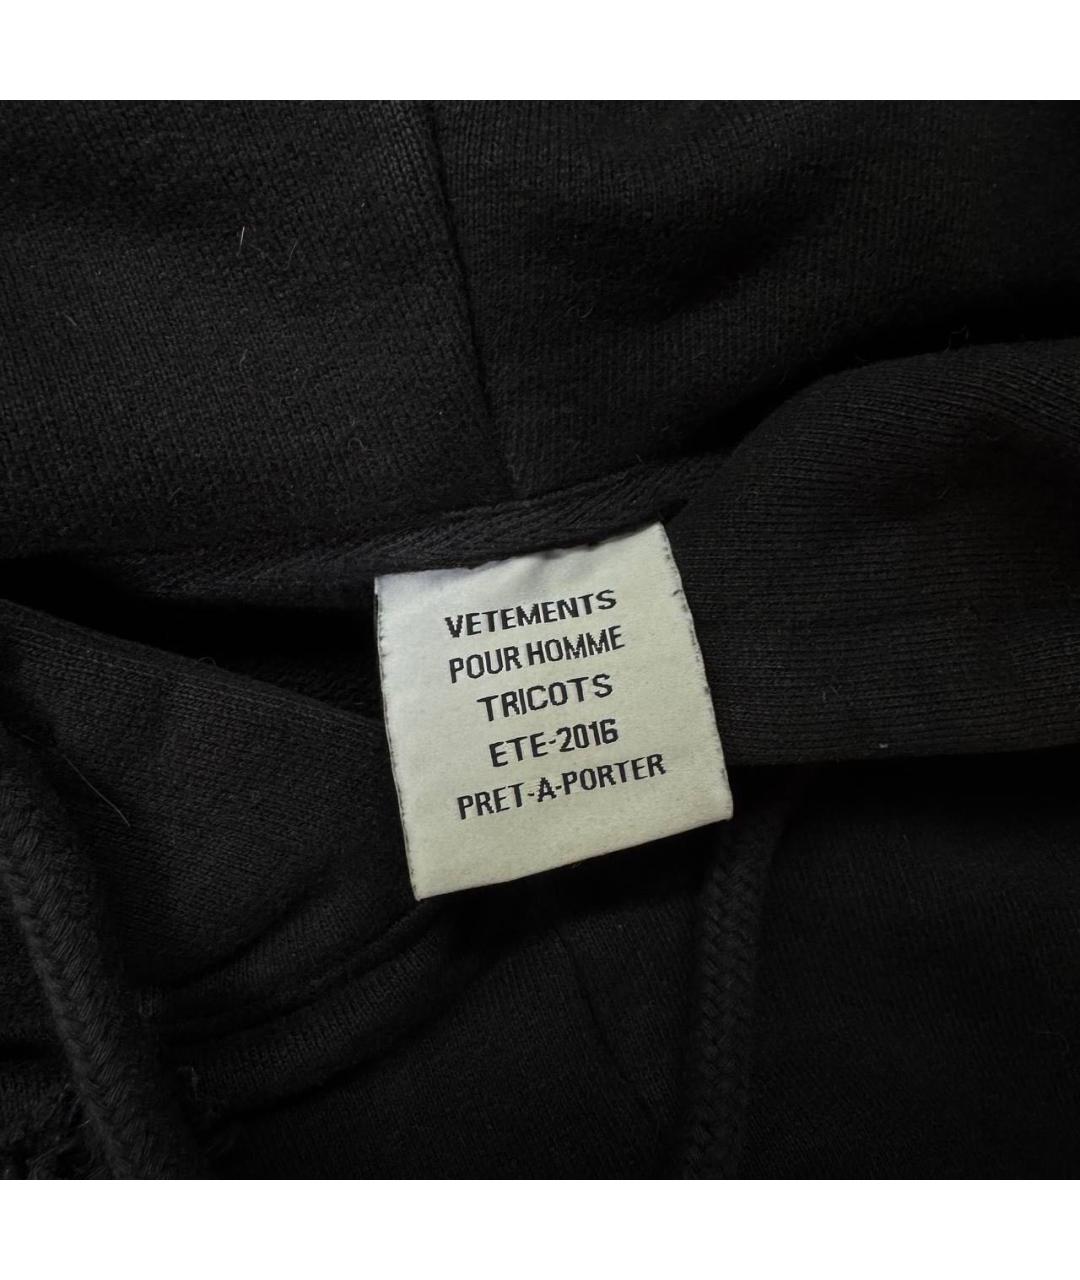 VETEMENTS
POUR HOMME
TRICOTS
ETE-2016
PRET-A-PORTER